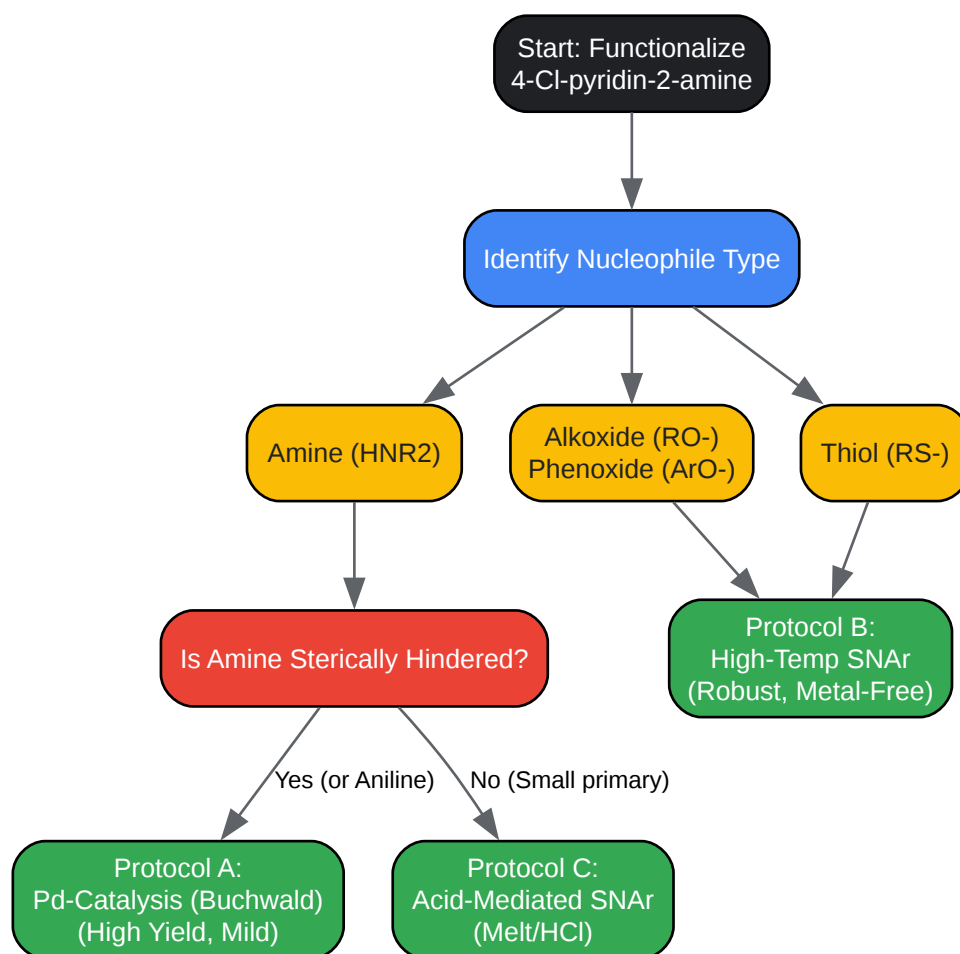 Start: Functionalize
4-Cl-pyridin-2-amine
Identify Nucleophile Type
Amine (HNR2)
Alkoxide (RO-)
Phenoxide (ArO-)
Thiol (RS-)
Is Amine Sterically Hindered?
Protocol B:
High-Temp SNAr
(Robust, Metal-Free)
Yes (or Aniline)
No (Small primary)
Protocol A:
Pd-Catalysis (Buchwald)
(High Yield, Mild)
Protocol C:
Acid-Mediated SNAr
(Melt/HCl)